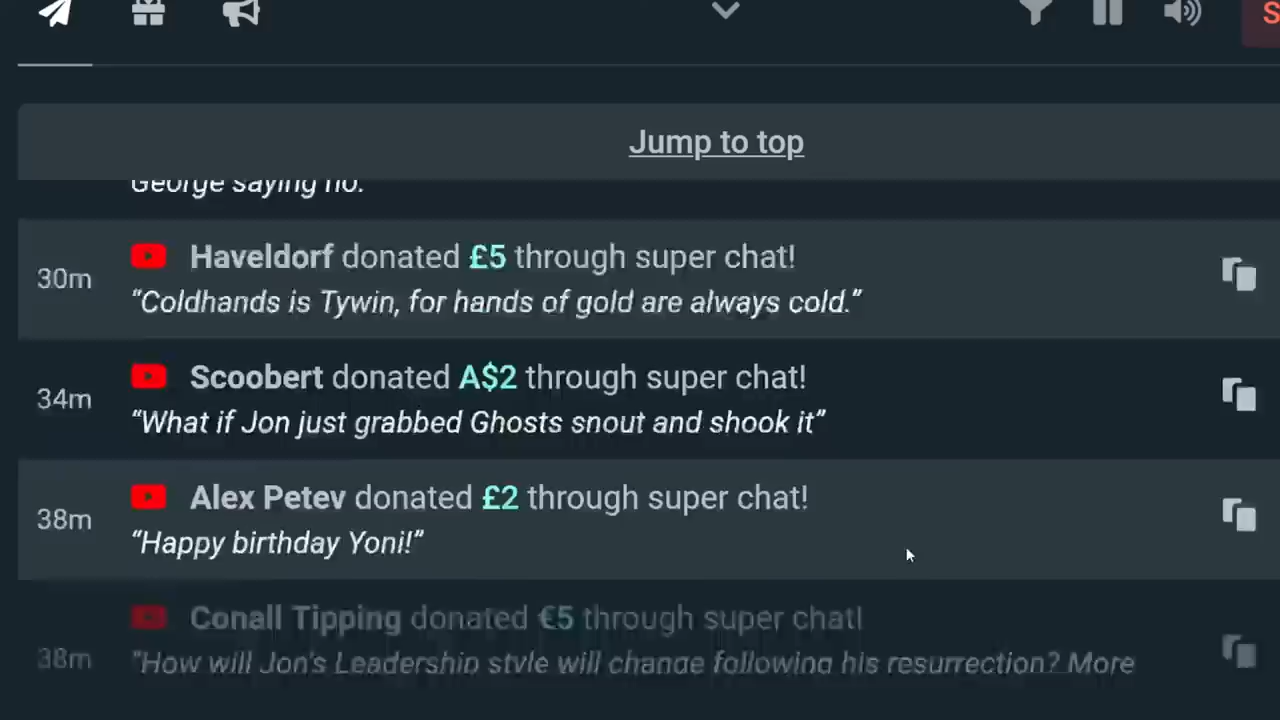 S
Jump to top
George saying no.
Haveldorf donated £5 through super chat!
30m
“Coldhands is Tywin, for hands of gold are always cold.”
Scoobert donated A$2 through super chat!
34m
“What if Jon just grabbed Ghosts snout and shook it”
Alex Petev donated £2 through super chat!
38m
“Happy birthday Yoni!”
Conall Tipping donated €5 through super chat!
38m
“How will Jon's Leadership style will change following his resurrection? More